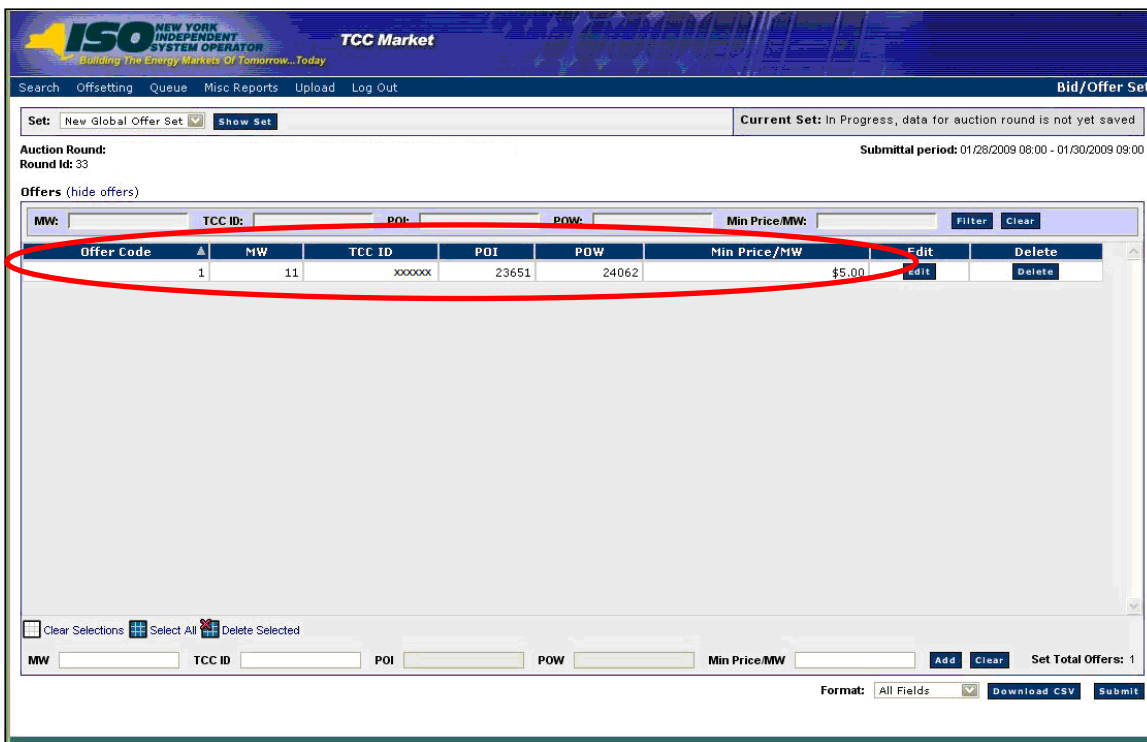 ISO NEW YORK INDEPENDENT SYSTEM OPERATOR
Building The Energy Markets Of Tomorrow...Today
TCC Market
Search Offsetting Queue Misc Reports Upload Log Out Bid/Offer Set
Set: New Global Offer Set Show Set Current Set: In Progress, data for auction round is not yet saved
Auction Round: Submittal period: 01/28/2009 08:00 - 01/30/2009 09:00
Round Id: 33
Offers (hide offers)
MW: TCC ID: POI: POW: Min Price/MW: Filter Clear
Offer Code MW TCC ID POI POW Min Price/MW Edit Delete
1 11 xxxxxx 23651 24062 $5.00 Edit Delete
Clear Selections Select All Delete Selected
MW TCC ID POI POW Min Price/MW Add Clear Set Total Offers: 1
Format: All Fields Download CSV Submit